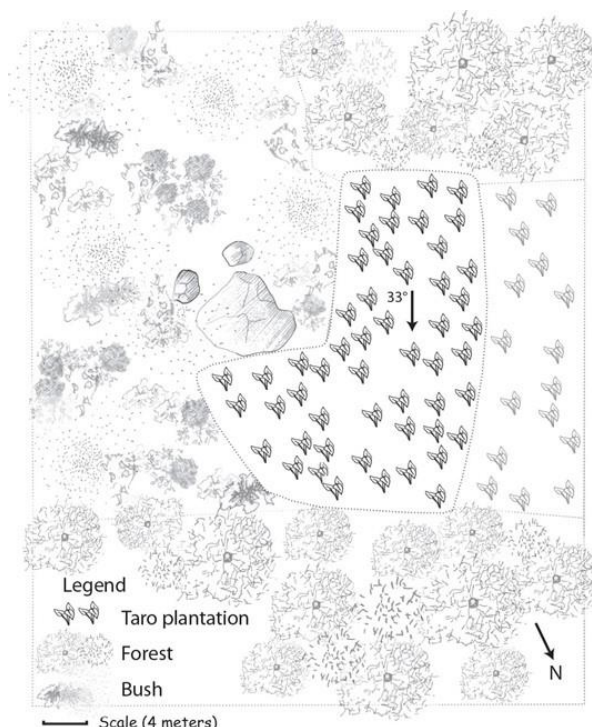 33°
Legend
Taro plantation
Forest
N
Bush
Scale (4 meters)